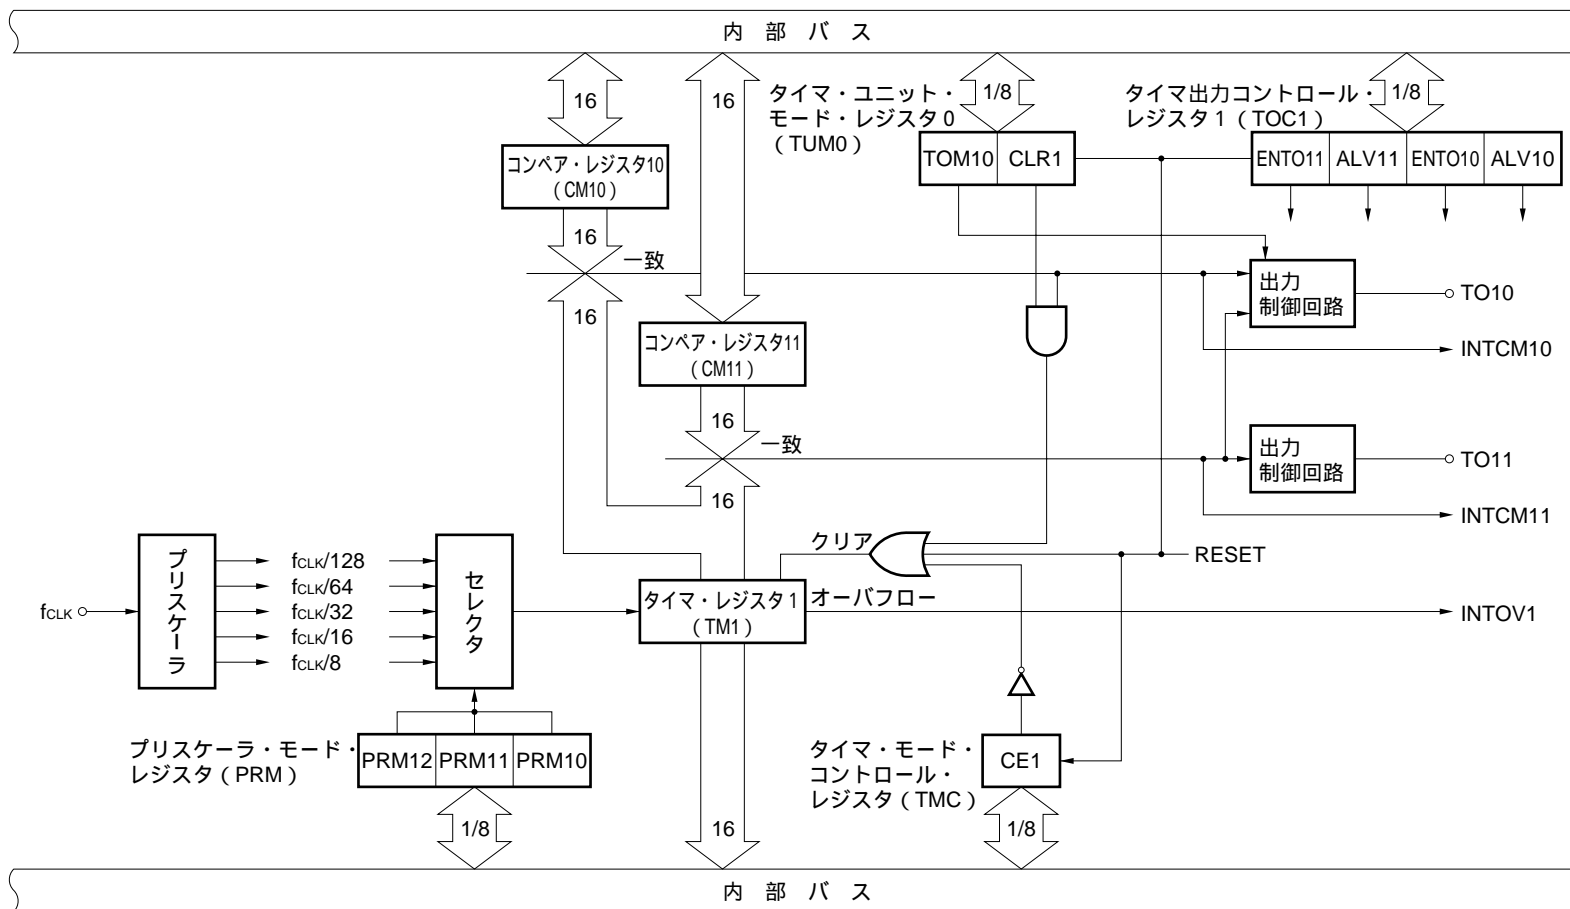 内 部 バ ス
16
16
タイマ・ユニット・
モード・レジスタ0
（TUM0）
1/8
タイマ出力コントロール・
レジスタ1（TOC1）
1/8
コンペア・レジスタ10
（CM10）
TOM10 CLR1
ENTO11 ALV11 ENTO10 ALV10
16
一致
16
出力
制御回路
TO10
コンペア・レジスタ11
（CM11）
INTCM10
16
一致
出力
制御回路
TO11
16
INTCM11
プリスケーラ
fCLK/128
fCLK/64
fCLK/32
fCLK/16
fCLK/8
fCLK
セレクタ
クリア
RESET
タイマ・レジスタ1
（TM1）
オーバフロー
INTOV1
プリスケーラ・モード・
レジスタ（PRM）
PRM12 PRM11 PRM10
タイマ・モード・
コントロール・
レジスタ（TMC）
CE1
1/8
16
1/8
内 部 バ ス